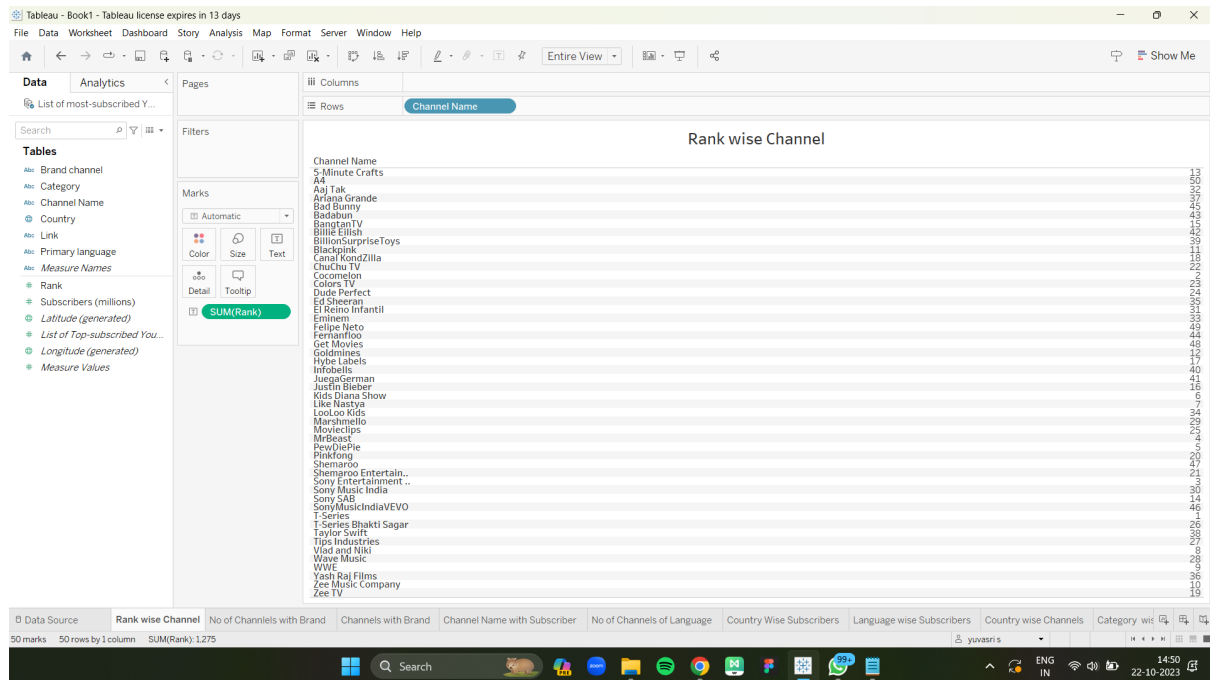 Tableau - Book1 - Tableau license expires in 13 days
File Data Worksheet Dashboard Story Analysis Map Format Server Window Help
Entire View
Show Me
Data Analytics
Pages
Columns
List of most-subscribed Y...
Rows Channel Name
Search
Filters
Rank wise Channel
Tables
Abc Brand channel
Abc Category
Abc Channel Name
Country
Abc Link
Abc Primary language
Abc Measure Names
# Rank
# Subscribers (millions)
Latitude (generated)
# List of Top-subscribed You...
Longitude (generated)
# Measure Values
Marks
Automatic
Color Size Text
Detail Tooltip
SUM(Rank)
Channel Name
5-Minute Crafts 13
A4 50
Aaj Tak 32
Ariana Grande 37
Bad Bunny 45
Badabun 43
BangtanTV 15
Billie Eilish 42
BillionSurpriseToys 39
Blackpink 11
Canal KondZilla 18
ChuChu TV 22
Cocomelon 2
Colors TV 23
Dude Perfect 24
Ed Sheeran 35
El Reino Infantil 31
Eminem 33
Felipe Neto 49
Fernanfloo 44
Get Movies 48
Goldmines 12
Hybe Labels 17
Infobells 40
JuegaGerman 41
Justin Bieber 16
Kids Diana Show 6
Like Nastya 7
LooLoo Kids 34
Marshmello 29
Movieclips 25
MrBeast 4
PewDiePie 5
Pinkfong 20
Shemaroo 47
Shemaroo Entertain.. 21
Sony Entertainment .. 3
Sony Music India 30
Sony SAB 14
SonyMusicIndiaVEVO 46
T-Series 1
T-Series Bhakti Sagar 26
Taylor Swift 38
Tips Industries 27
Vlad and Niki 8
Wave Music 28
WWE 9
Yash Raj Films 36
Zee Music Company 10
Zee TV 19
Data Source Rank wise Channel No of Channnels with Brand Channels with Brand Channel Name with Subscriber No of Channels of Language Country Wise Subscribers Language wise Subscribers Country wise Channels Category wis
50 marks 50 rows by 1 column SUM(Rank): 1,275 yuvasri s
Search PRE zoom 99+ ENG IN 14:50 22-10-2023